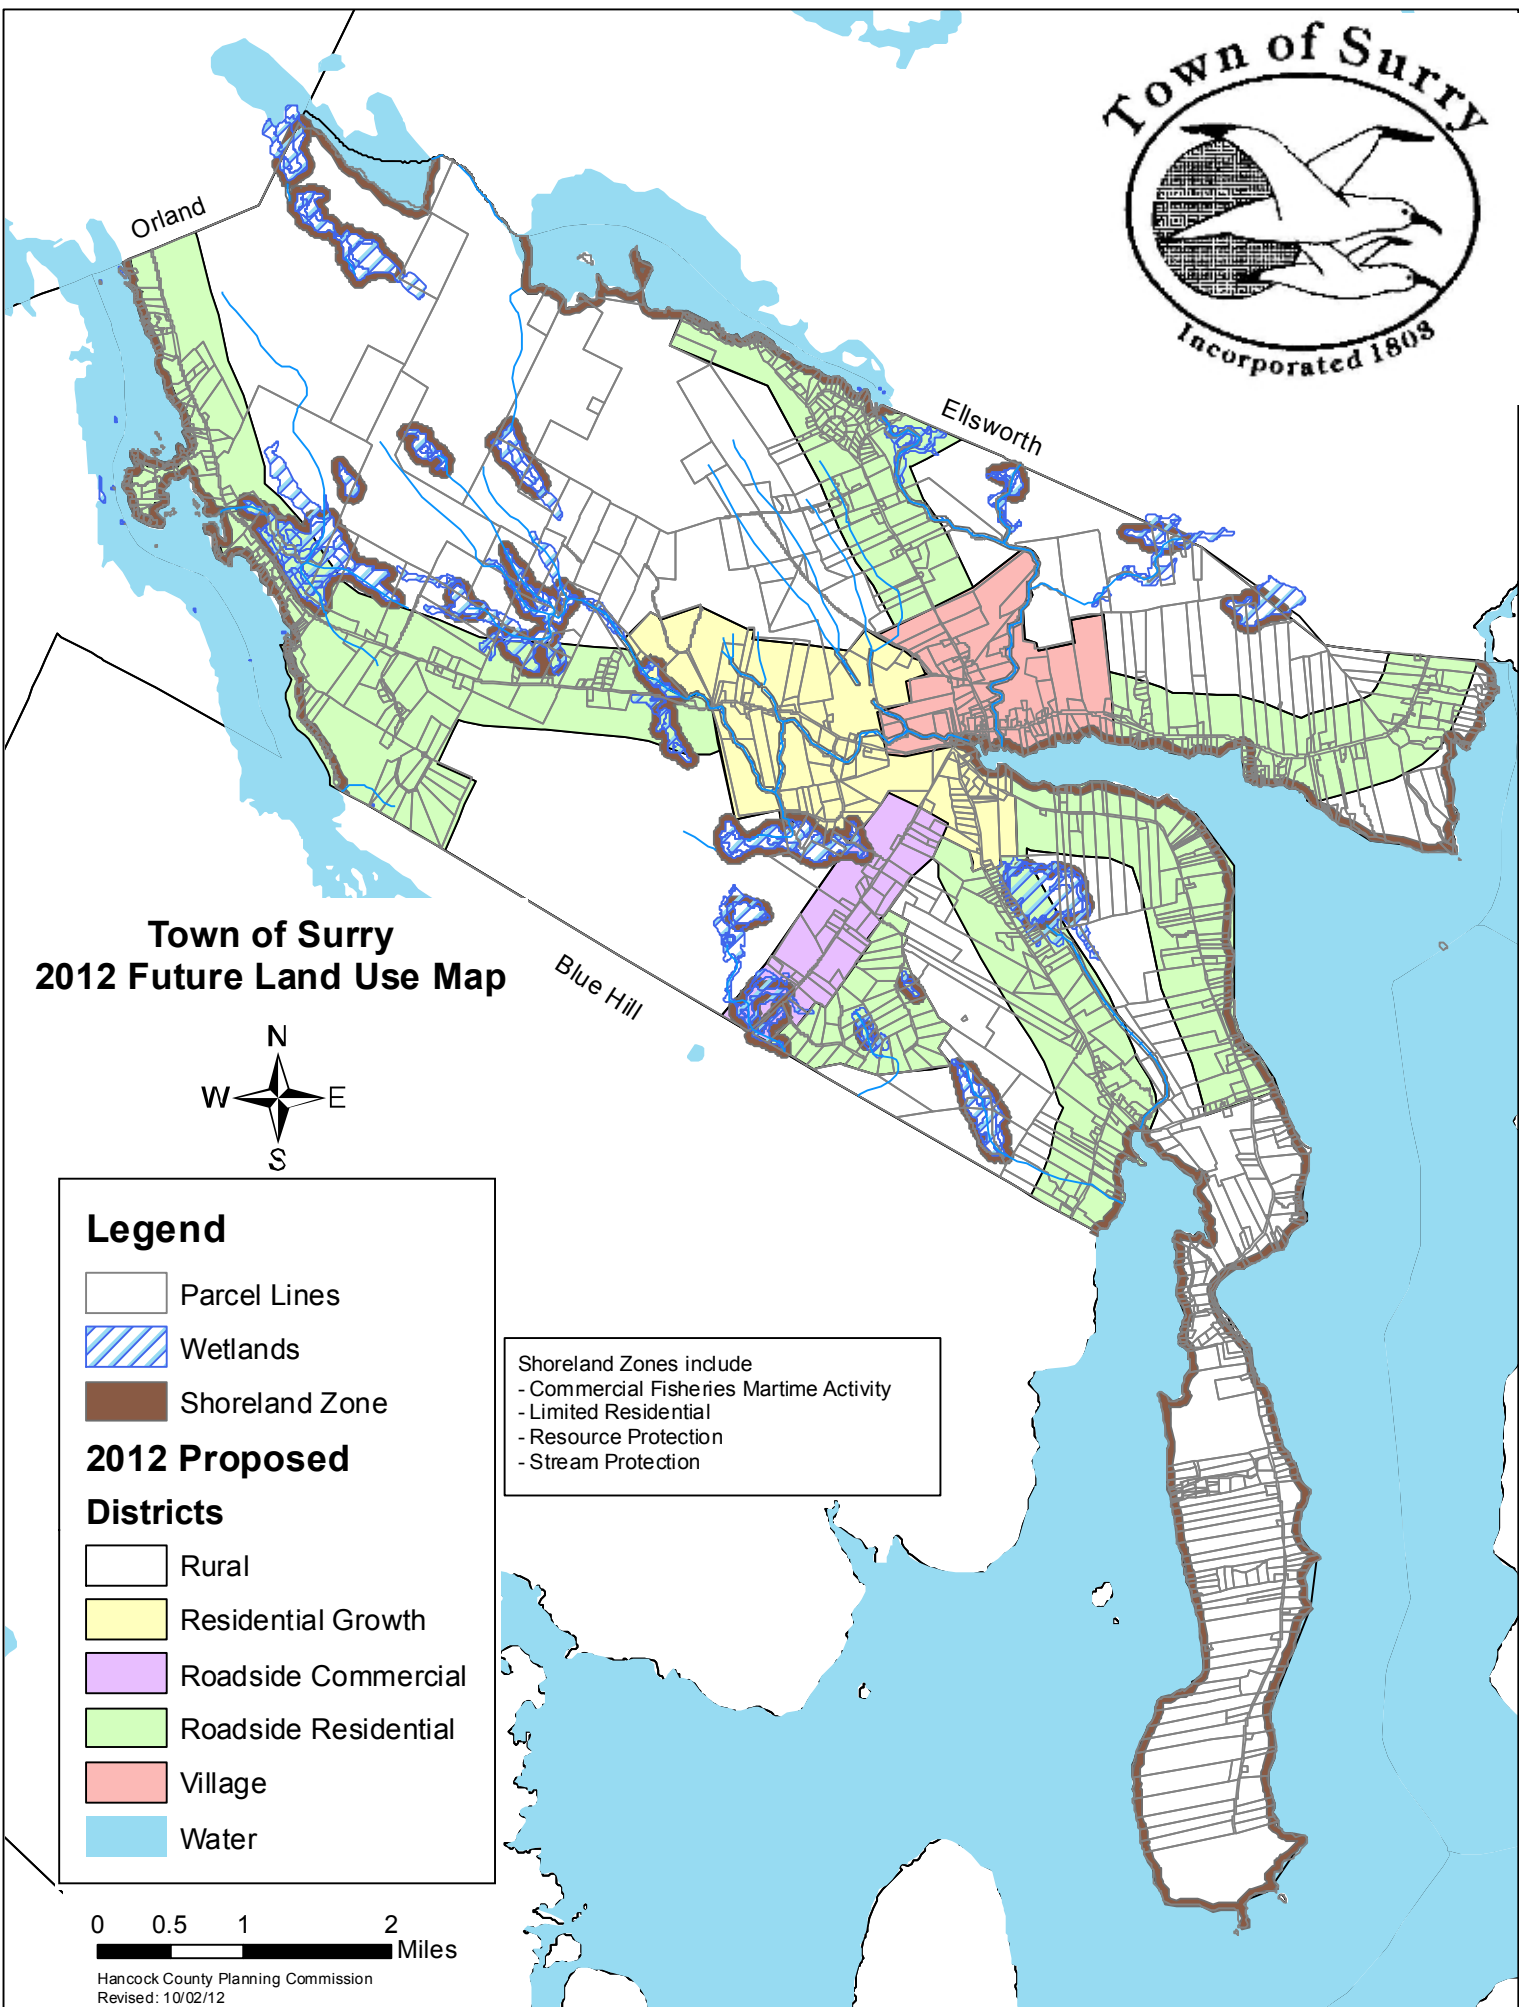 Town of Surry
Incorporated 1803
Orland
Ellsworth
Blue Hill
Town of Surry
2012 Future Land Use Map
N
W
E
S
Legend
Parcel Lines
Wetlands
Shoreland Zone
2012 Proposed
Districts
Rural
Residential Growth
Roadside Commercial
Roadside Residential
Village
Water
Shoreland Zones include
- Commercial Fisheries Martime Activity
- Limited Residential
- Resource Protection
- Stream Protection
0 0.5 1 2
Miles
Hancock County Planning Commission
Revised: 10/02/12